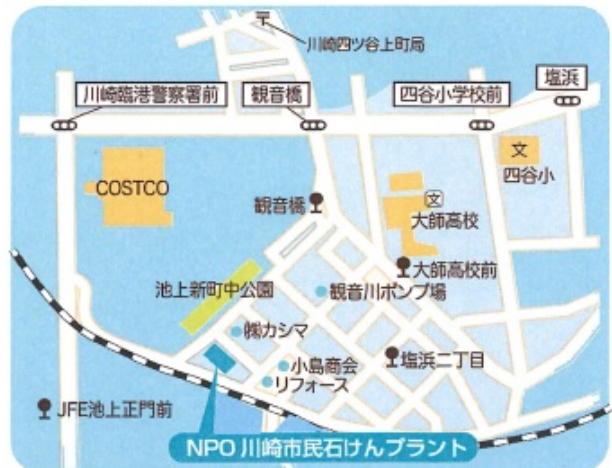 川崎四ツ谷上町局
川崎臨港警察署前
観音橋
四谷小学校前
塩浜
COSTCO
文
四谷小
観音橋
文
大師高校
大師高校前
池上新町中公園
観音川ポンプ場
㈱カシマ
小島商会
塩浜二丁目
リフォース
JFE池上正門前
NPO 川崎市民石けんプラント